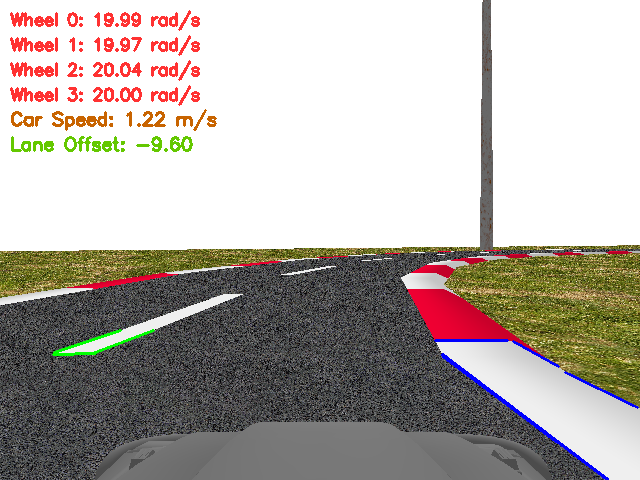 Wheel 0: 19.99 rad/s
Wheel 1: 19.97 rad/s
Wheel 2: 20.04 rad/s
Wheel 3: 20.00 rad/s
Car Speed: 1.22 m/s
Lane Offset: -9.60